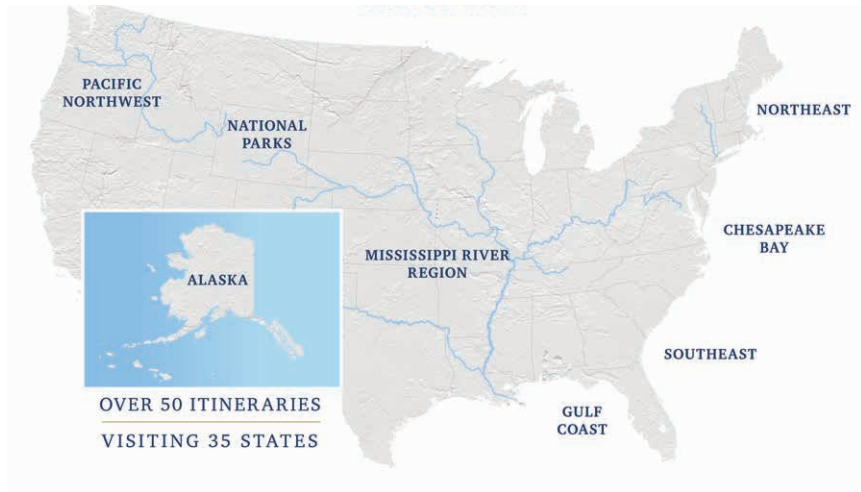 PACIFIC
NORTHWEST
NATIONAL
PARKS
NORTHEAST
CHESAPEAKE
BAY
MISSISSIPPI RIVER
REGION
ALASKA
SOUTHEAST
OVER 50 ITINERARIES
VISITING 35 STATES
GULF
COAST